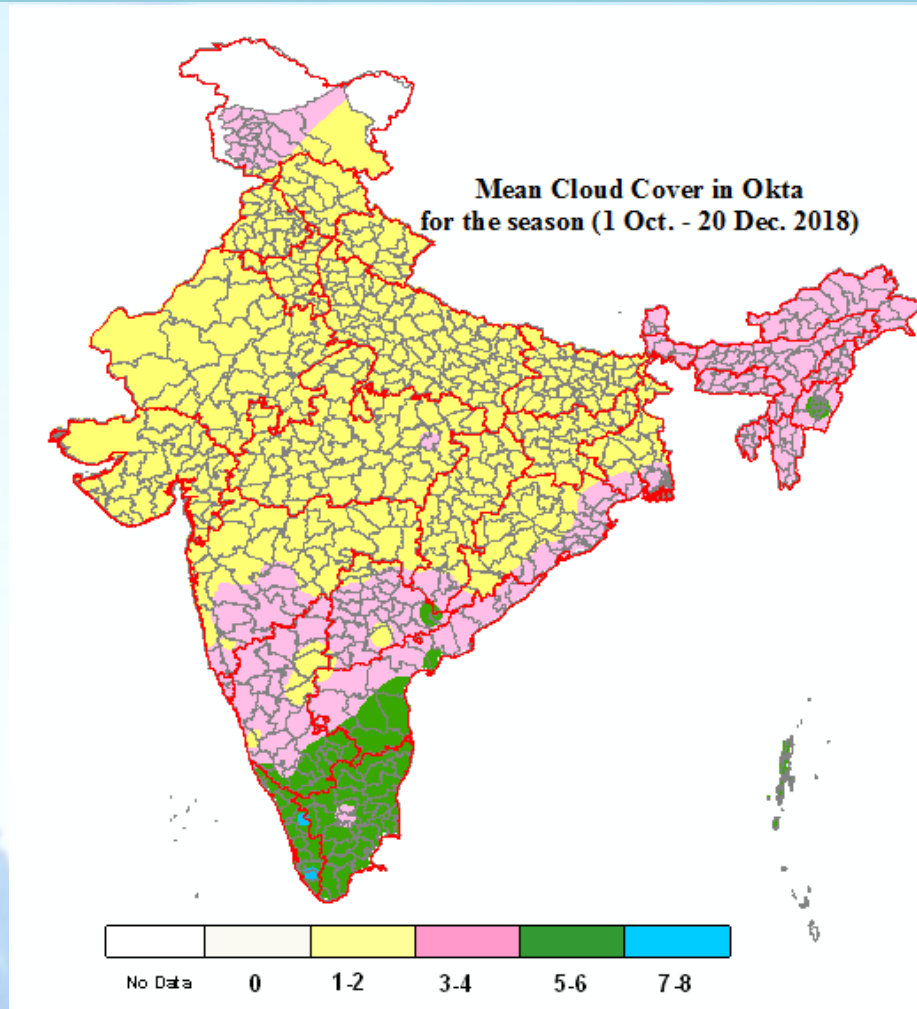 Mean Cloud Cover in Okta
for the season (1 Oct. - 20 Dec. 2018)
No Data 0 1-2 3-4 5-6 7-8